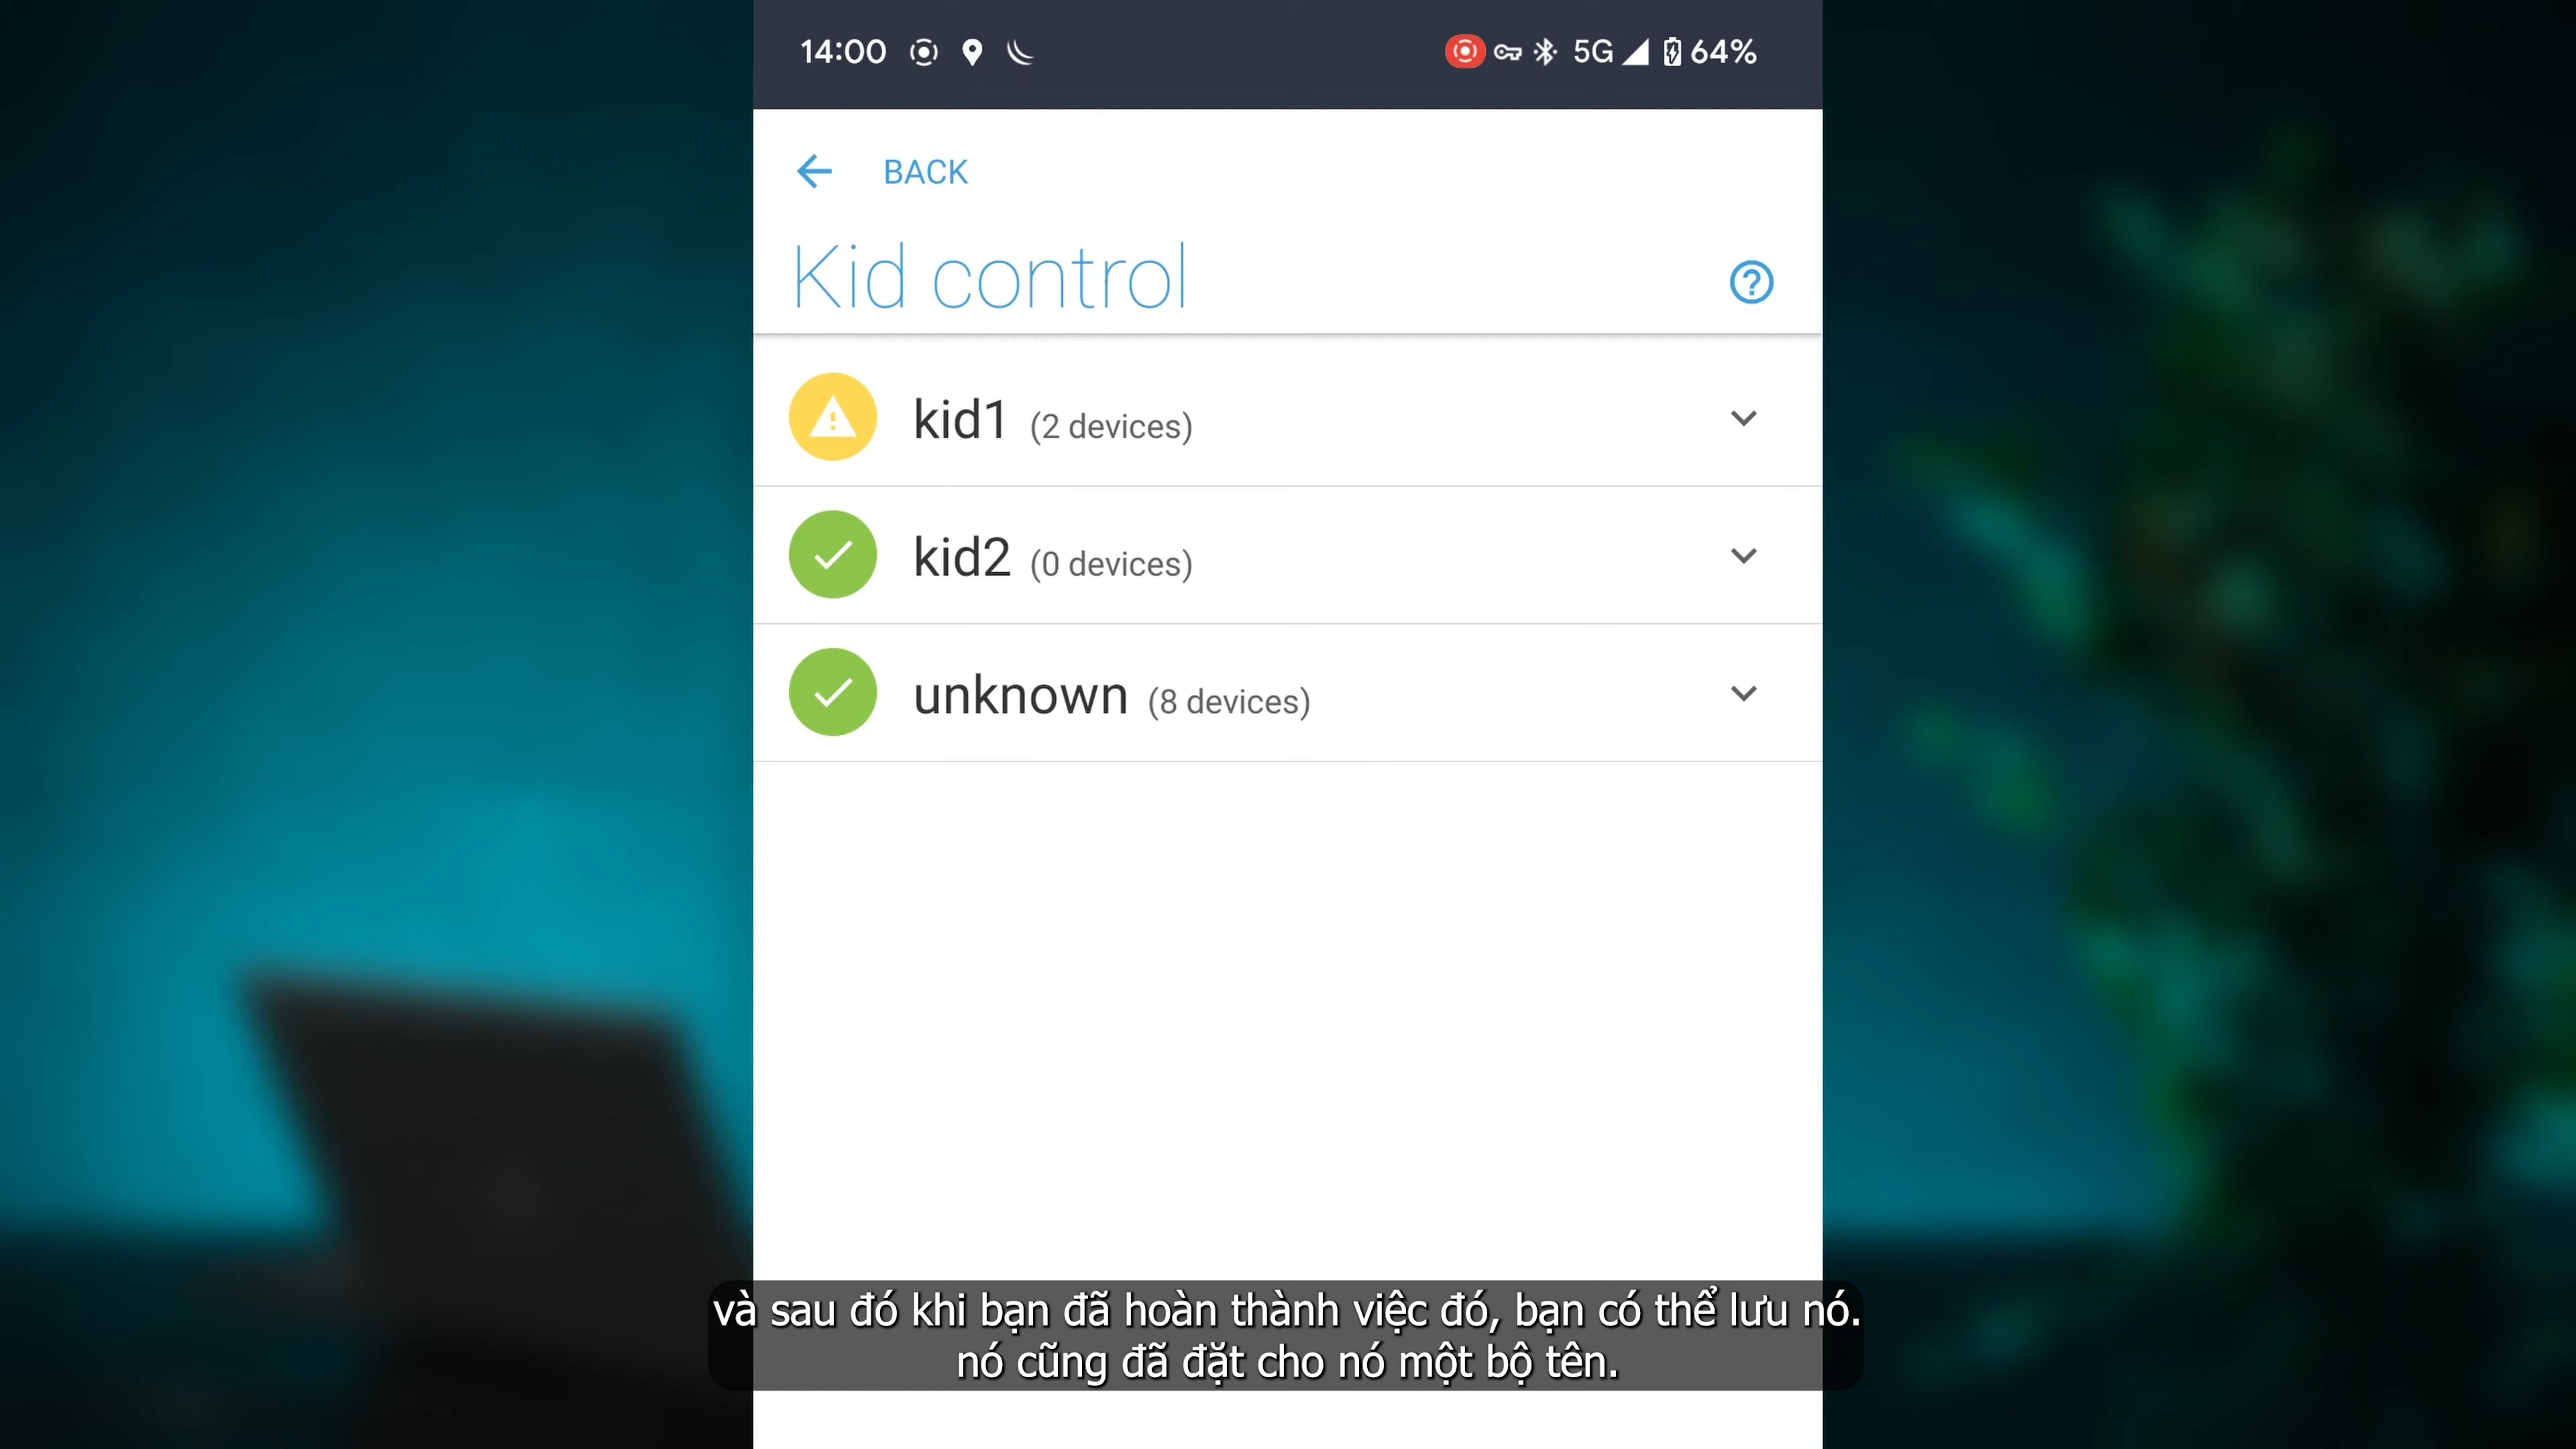 14:00 5G 64%
BACK
Kid control
kid1 (2 devices)
kid2 (0 devices)
unknown (8 devices)
và sau đó khi bạn đã hoàn thành việc đó, bạn có thể lưu nó.
nó cũng đã đặt cho nó một bộ tên.